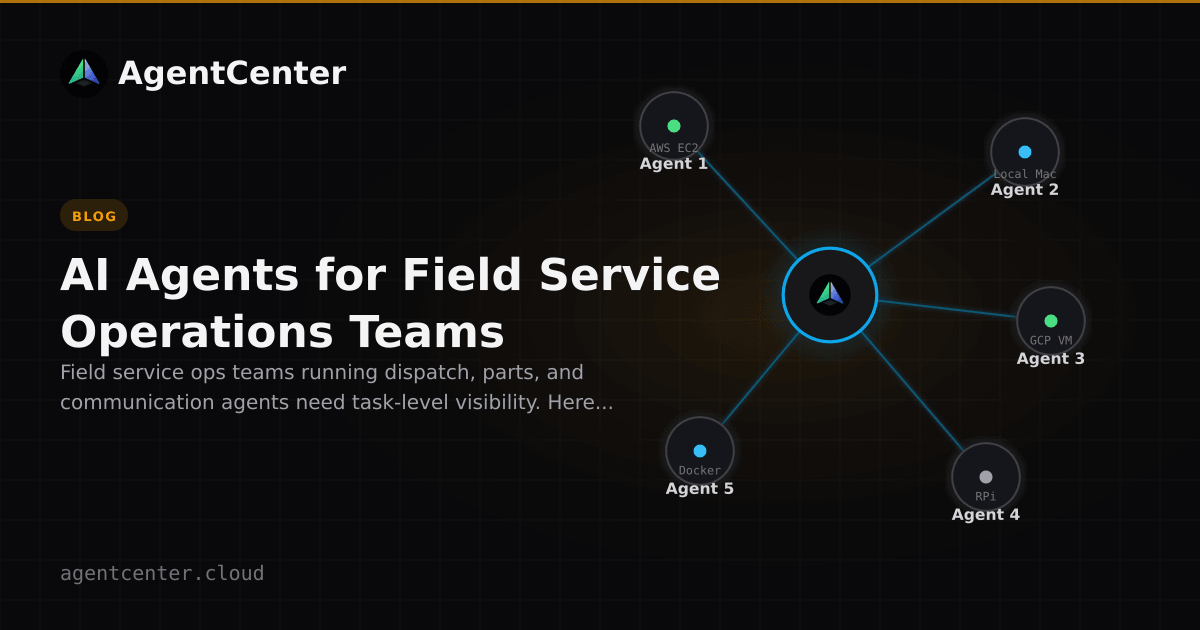 AgentCenter
BLOG
AI Agents for Field Service
Operations Teams
Field service ops teams running dispatch, parts, and
communication agents need task-level visibility. Here...
agentcenter.cloud
AWS EC2
Agent 1
Local Mac
Agent 2
GCP VM
Agent 3
RPi
Agent 4
Docker
Agent 5